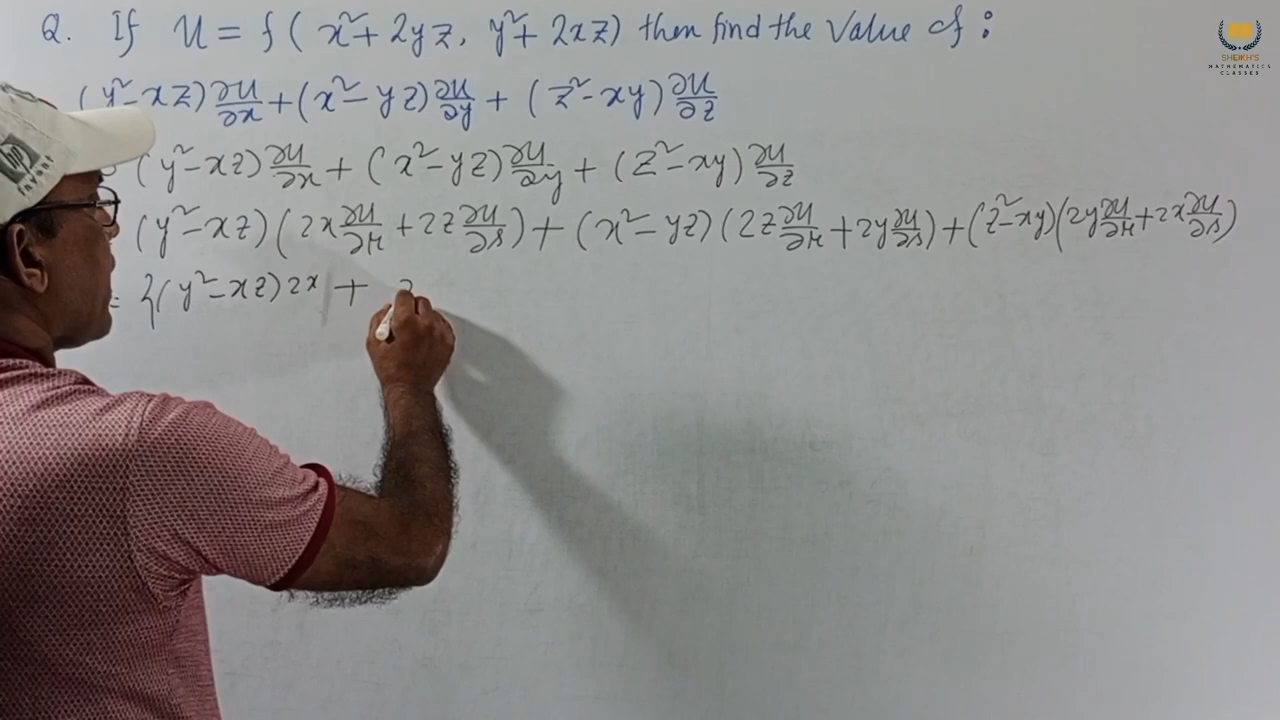 Q. If u = f ( x² + 2yz, y² + 2xz) then find the value of :
(y² - xz) ∂u/∂x + (x² - yz) ∂u/∂y + (z² - xy) ∂u/∂z
(y² - xz) ∂u/∂x + (x² - yz) ∂u/∂y + (z² - xy) ∂u/∂z
(y² - xz) (2x ∂u/∂r + 2z ∂u/∂s) + (x² - yz) (2z ∂u/∂r + 2y ∂u/∂s) + (z² - xy) (2y ∂u/∂r + 2x ∂u/∂s)
= {(y² - xz) 2x +
SHEIKH'S
MATHEMATICS
CLASSES
hp
invent